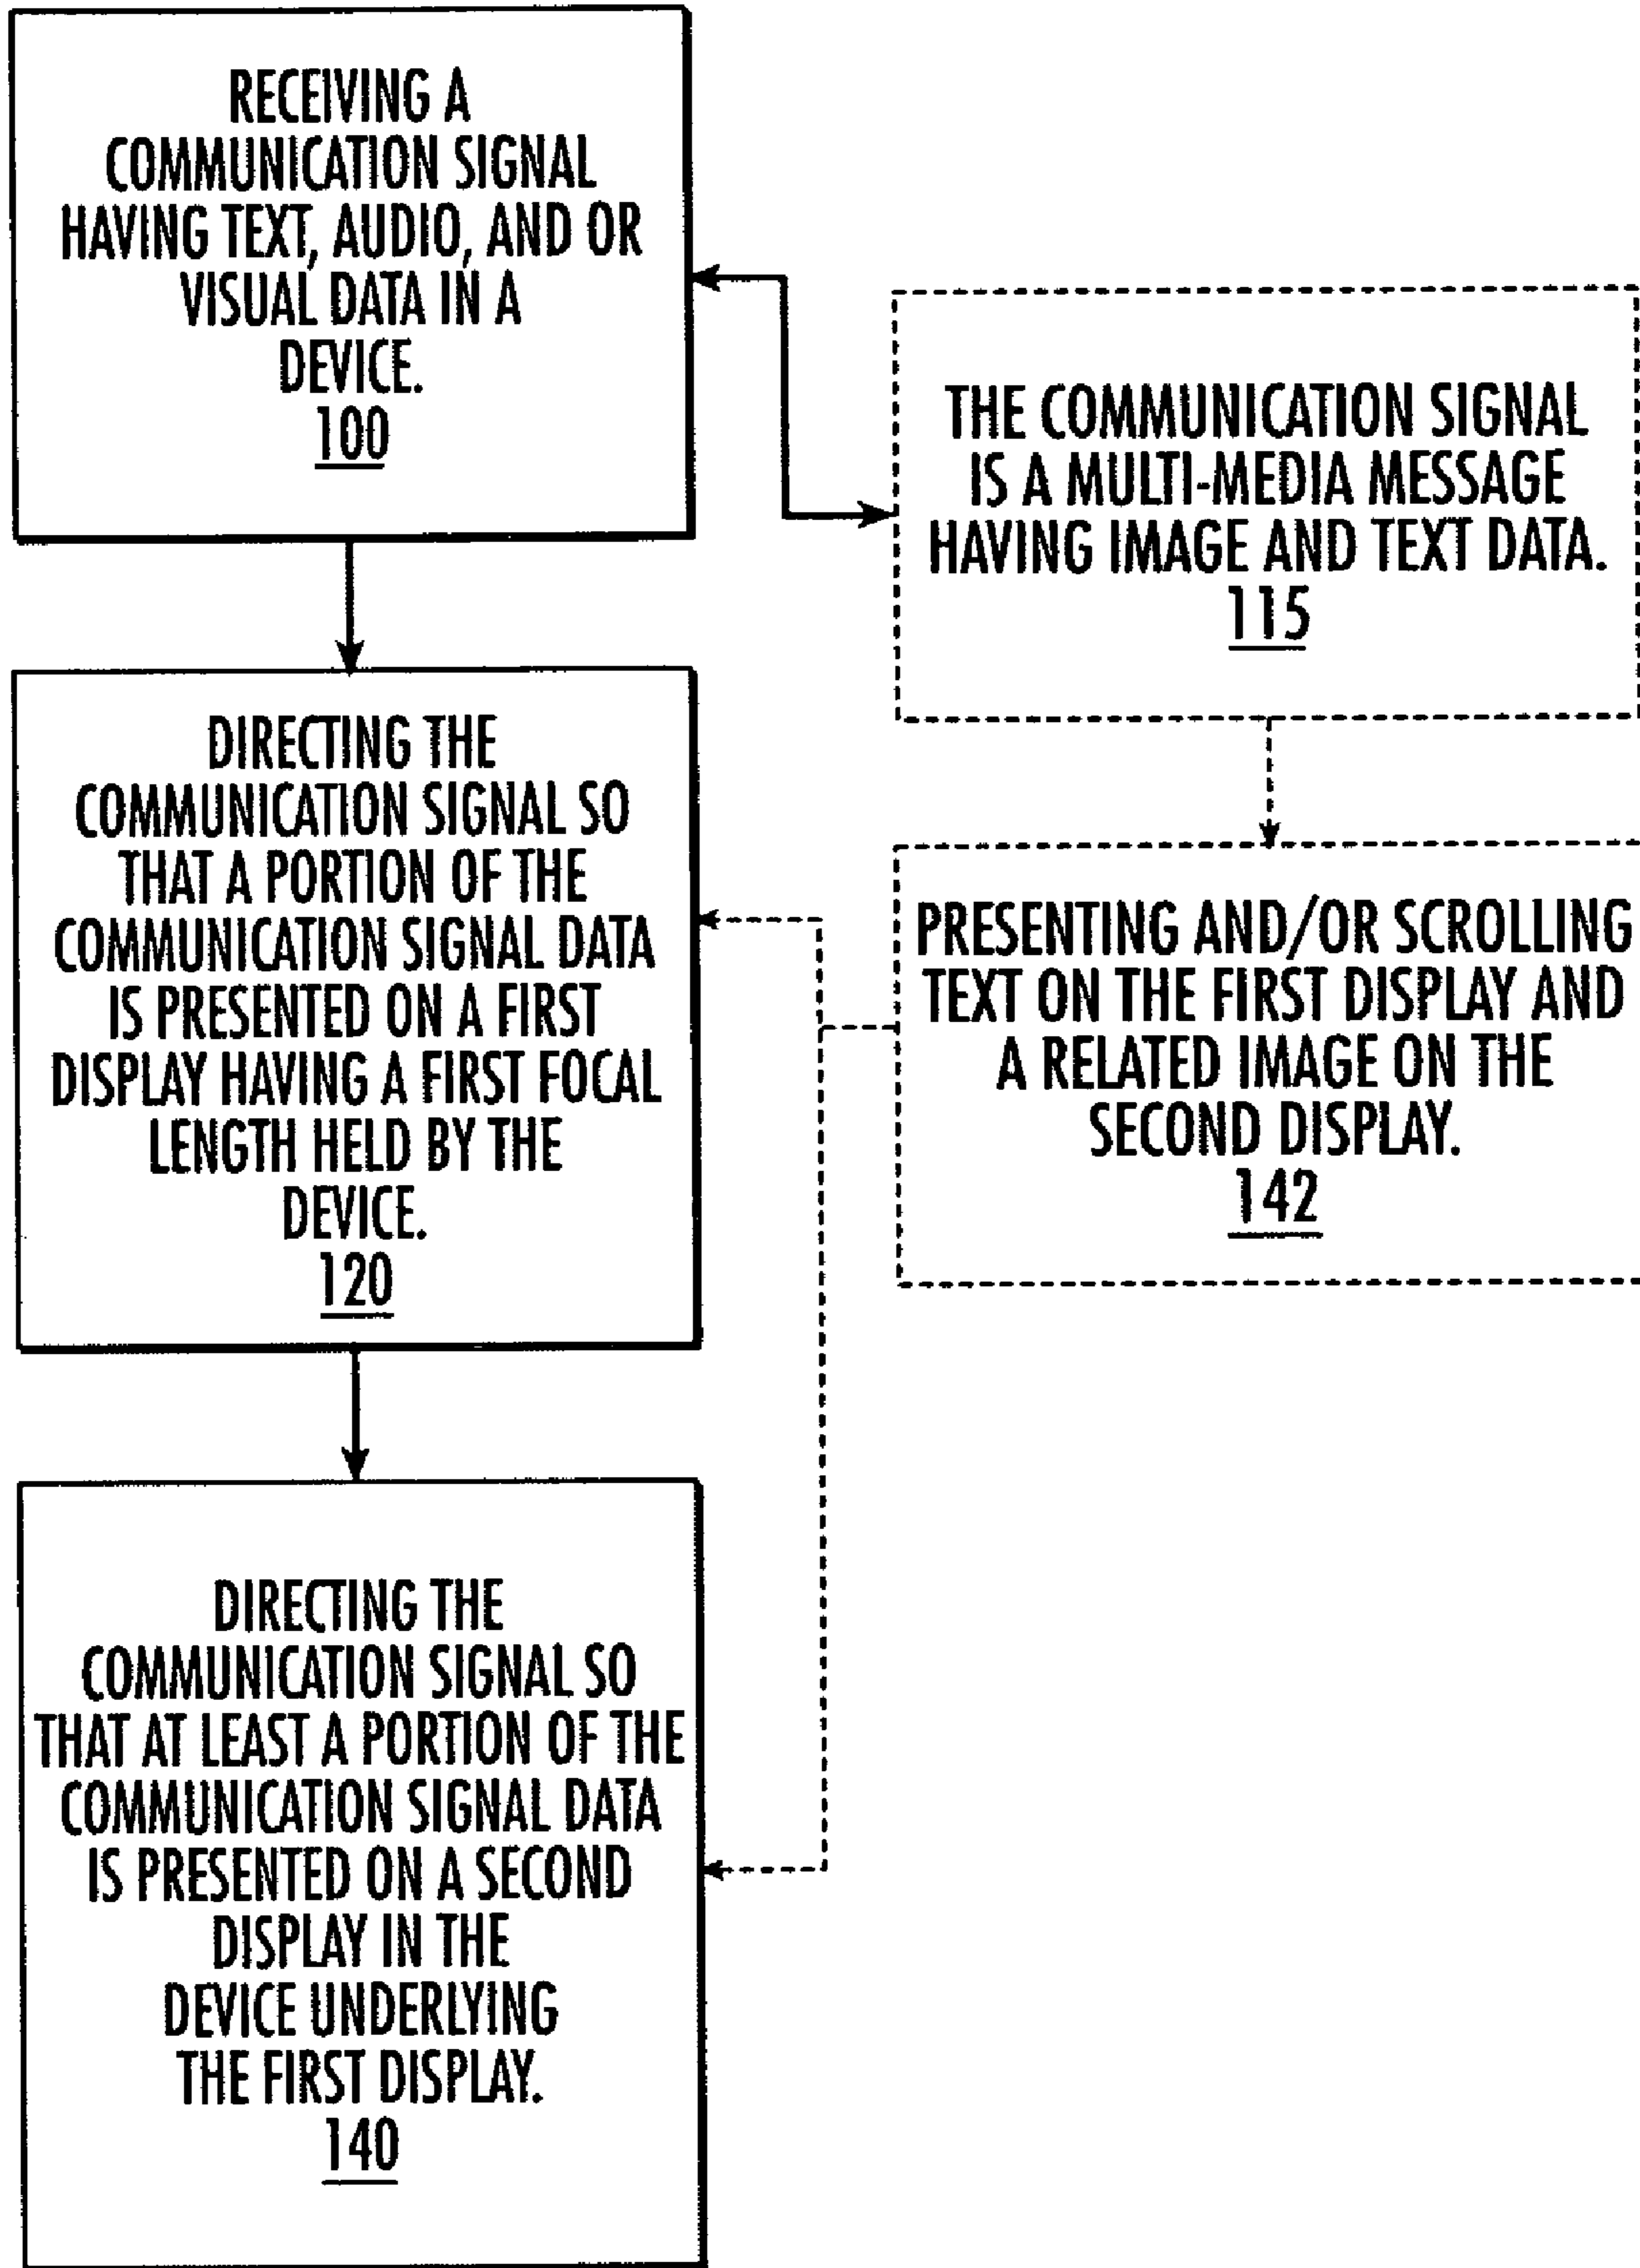 RECEIVING A
COMMUNICATION SIGNAL
HAVING TEXT, AUDIO, AND OR
VISUAL DATA IN A
DEVICE.
100
THE COMMUNICATION SIGNAL
IS A MULTI-MEDIA MESSAGE
HAVING IMAGE AND TEXT DATA.
115
DIRECTING THE
COMMUNICATION SIGNAL SO
THAT A PORTION OF THE
COMMUNICATION SIGNAL DATA
IS PRESENTED ON A FIRST
DISPLAY HAVING A FIRST FOCAL
LENGTH HELD BY THE
DEVICE.
120
PRESENTING AND/OR SCROLLING
TEXT ON THE FIRST DISPLAY AND
A RELATED IMAGE ON THE
SECOND DISPLAY.
142
DIRECTING THE
COMMUNICATION SIGNAL SO
THAT AT LEAST A PORTION OF THE
COMMUNICATION SIGNAL DATA
IS PRESENTED ON A SECOND
DISPLAY IN THE
DEVICE UNDERLYING
THE FIRST DISPLAY.
140